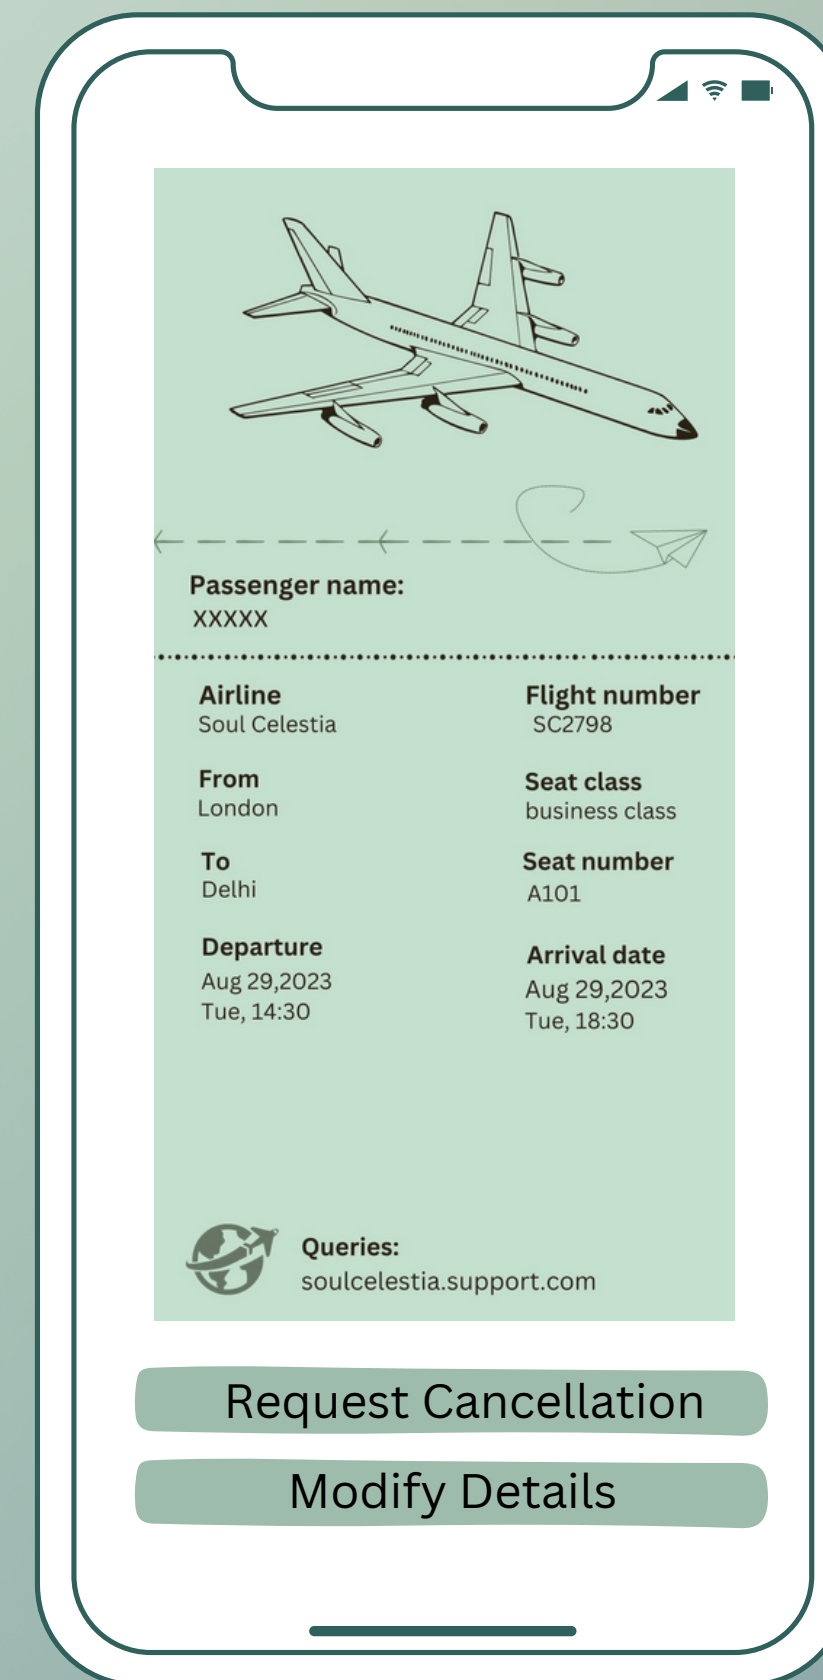 Passenger name:
XXXXX
Airline
Soul Celestia
Flight number
SC2798
From
London
Seat class
business class
To
Delhi
Seat number
A101
Departure
Aug 29,2023
Tue, 14:30
Arrival date
Aug 29,2023
Tue, 18:30
Queries:
soulcelestia.support.com
Request Cancellation
Modify Details